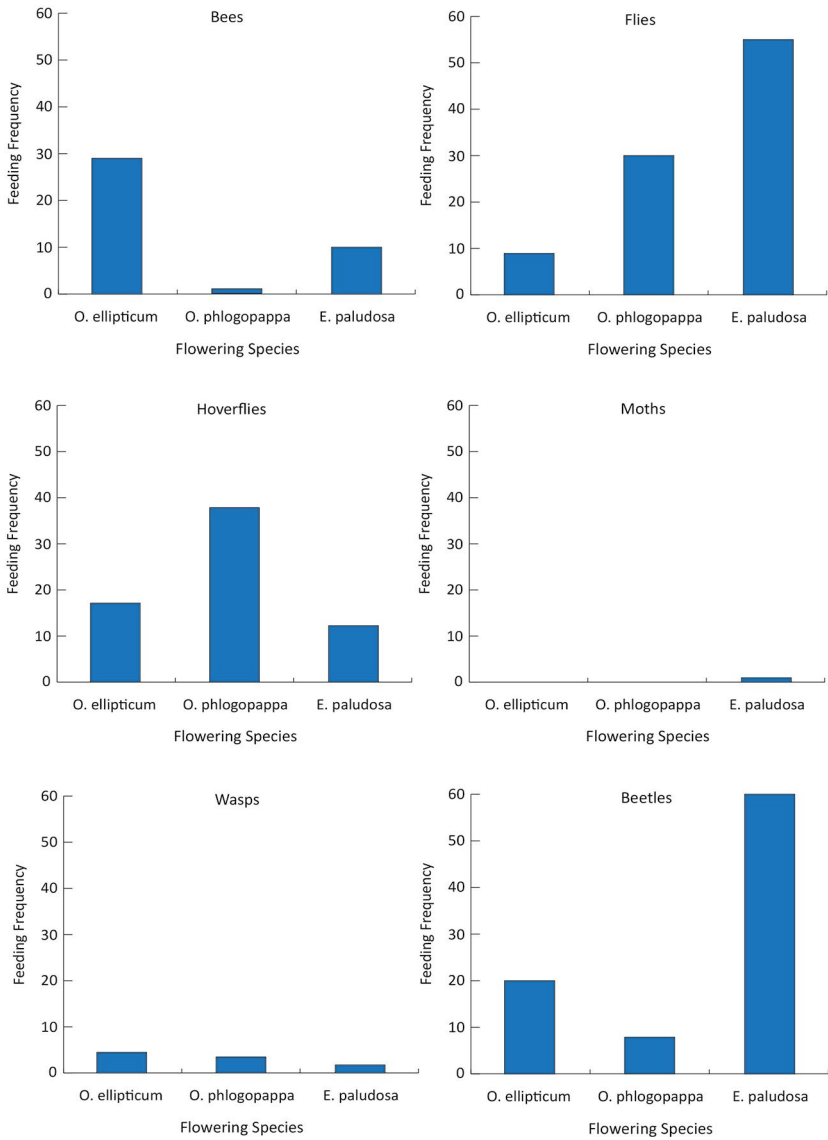 Bees
Feeding Frequency
60
50
40
30
20
10
0
O. ellipticum O. phlogopappa E. paludosa
Flowering Species
Flies
Feeding Frequency
60
50
40
30
20
10
0
O. ellipticum O. phlogopappa E. paludosa
Flowering Species
Hoverflies
Feeding Frequency
60
50
40
30
20
10
0
O. ellipticum O. phlogopappa E. paludosa
Flowering Species
Moths
Feeding Frequency
60
50
40
30
20
10
0
O. ellipticum O. phlogopappa E. paludosa
Flowering Species
Wasps
Feeding Frequency
60
50
40
30
20
10
0
O. ellipticum O. phlogopappa E. paludosa
Flowering Species
Beetles
Feeding Frequency
60
50
40
30
20
10
0
O. ellipticum O. phlogopappa E. paludosa
Flowering Species